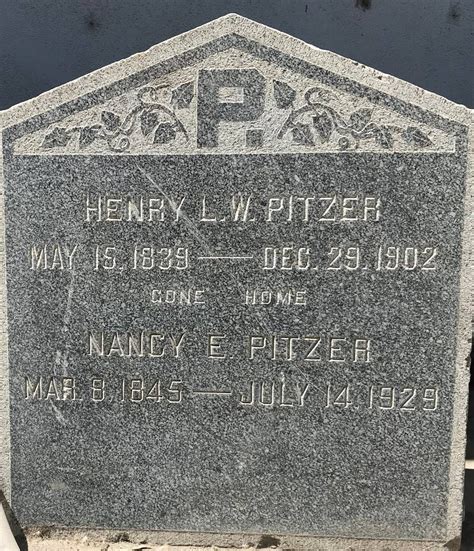 P.
HENRY L.W. PITZER
MAY 15, 1839 — DEC. 29, 1902
GONE HOME
NANCY E. PITZER
MAR. 8, 1845 — JULY 14, 1929